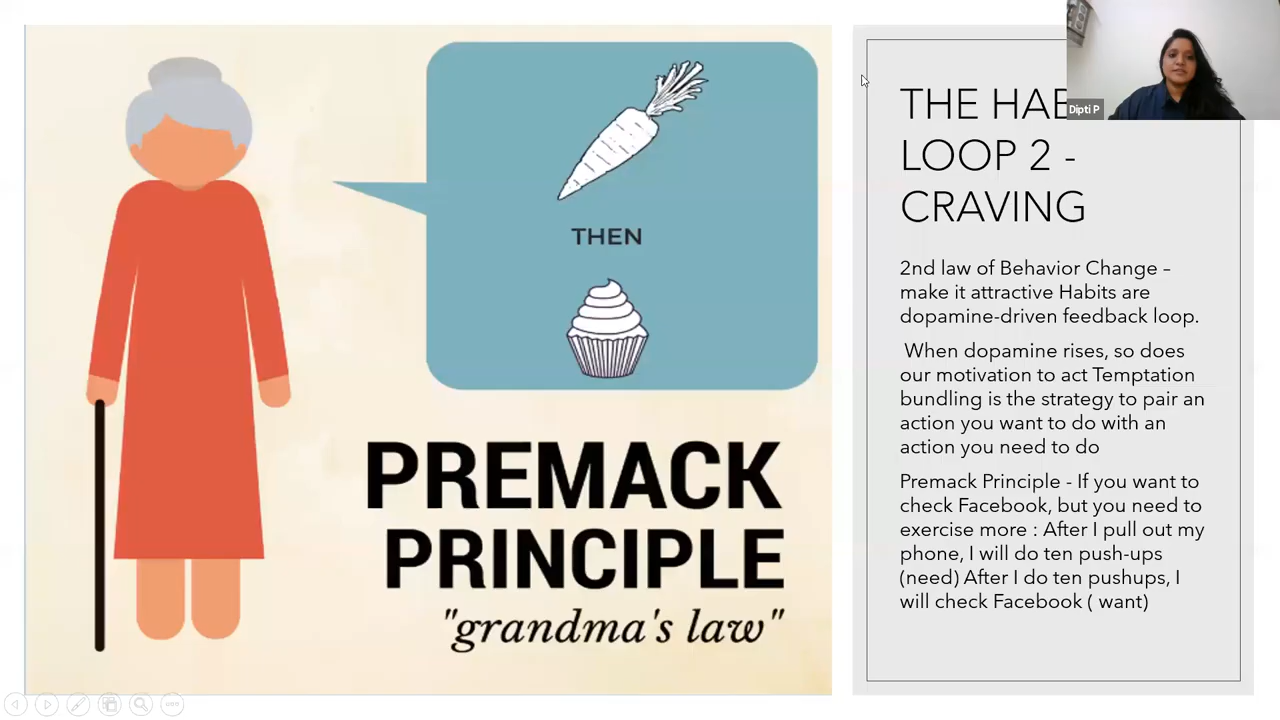 THEN
PREMACK
PRINCIPLE
"grandma's law"
Dipti P
THE HAB
LOOP 2 -
CRAVING
2nd law of Behavior Change –
make it attractive Habits are
dopamine-driven feedback loop.
When dopamine rises, so does
our motivation to act Temptation
bundling is the strategy to pair an
action you want to do with an
action you need to do
Premack Principle - If you want to
check Facebook, but you need to
exercise more : After I pull out my
phone, I will do ten push-ups
(need) After I do ten pushups, I
will check Facebook ( want)